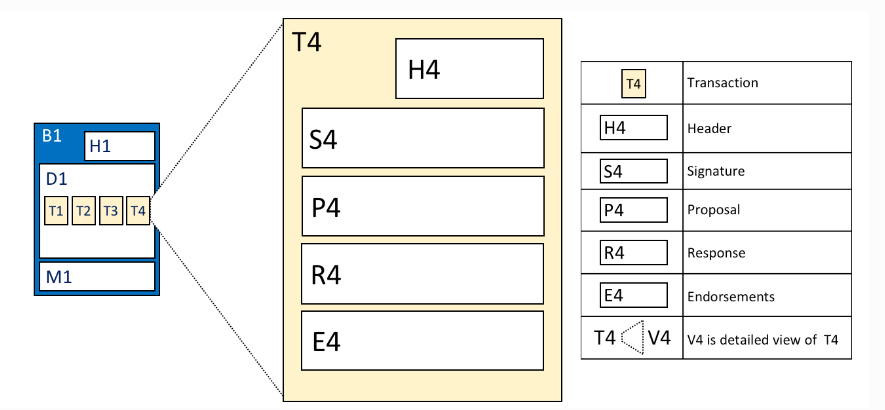 B1
H1
D1
T1 T2 T3 T4
M1
T4
H4
S4
P4
R4
E4
T4 Transaction
H4 Header
S4 Signature
P4 Proposal
R4 Response
E4 Endorsements
T4 V4 V4 is detailed view of T4